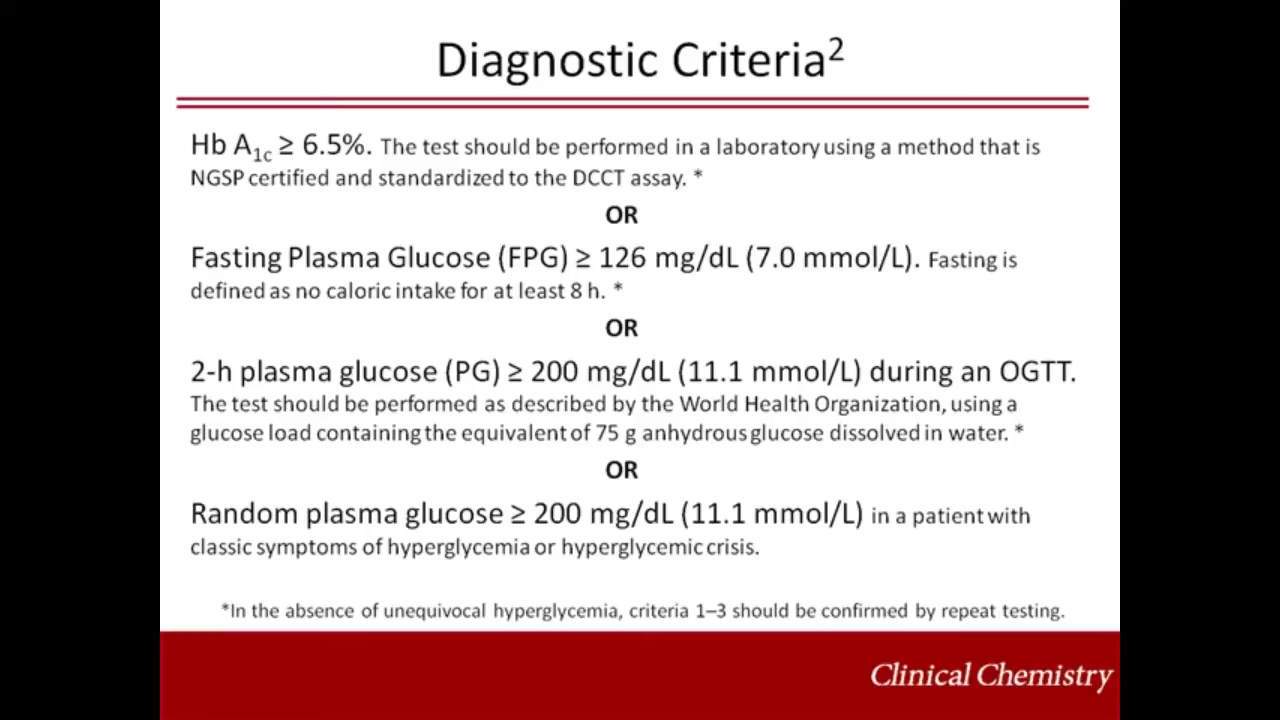 Diagnostic Criteria²
Hb A₁c ≥ 6.5%. The test should be performed in a laboratory using a method that is
NGSP certified and standardized to the DCCT assay. *
OR
Fasting Plasma Glucose (FPG) ≥ 126 mg/dL (7.0 mmol/L). Fasting is
defined as no caloric intake for at least 8 h. *
OR
2-h plasma glucose (PG) ≥ 200 mg/dL (11.1 mmol/L) during an OGTT.
The test should be performed as described by the World Health Organization, using a
glucose load containing the equivalent of 75 g anhydrous glucose dissolved in water. *
OR
Random plasma glucose ≥ 200 mg/dL (11.1 mmol/L) in a patient with
classic symptoms of hyperglycemia or hyperglycemic crisis.
*In the absence of unequivocal hyperglycemia, criteria 1–3 should be confirmed by repeat testing.
Clinical Chemistry